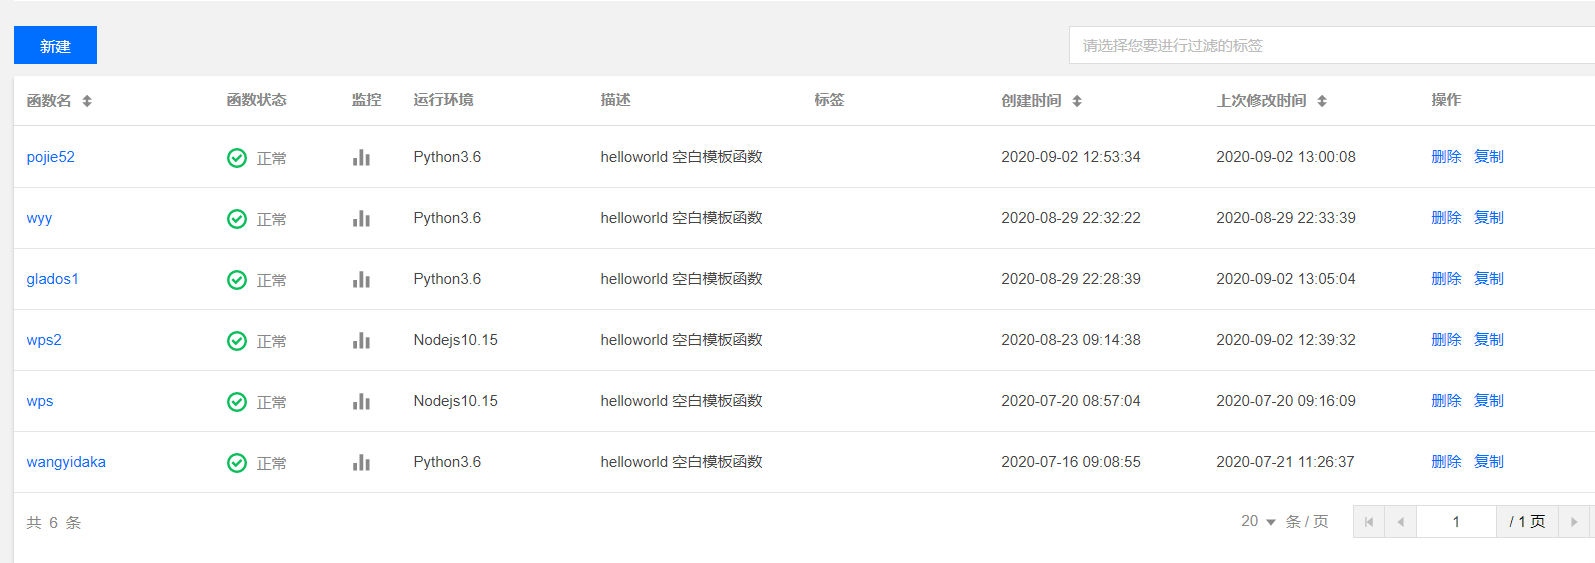 新建
请选择您要进行过滤的标签
函数名 函数状态 监控 运行环境 描述 标签 创建时间 上次修改时间 操作
pojie52 正常 Python3.6 helloworld 空白模板函数 2020-09-02 12:53:34 2020-09-02 13:00:08 删除 复制
wyy 正常 Python3.6 helloworld 空白模板函数 2020-08-29 22:32:22 2020-08-29 22:33:39 删除 复制
glados1 正常 Python3.6 helloworld 空白模板函数 2020-08-29 22:28:39 2020-09-02 13:05:04 删除 复制
wps2 正常 Nodejs10.15 helloworld 空白模板函数 2020-08-23 09:14:38 2020-09-02 12:39:32 删除 复制
wps 正常 Nodejs10.15 helloworld 空白模板函数 2020-07-20 08:57:04 2020-07-20 09:16:09 删除 复制
wangyidaka 正常 Python3.6 helloworld 空白模板函数 2020-07-16 09:08:55 2020-07-21 11:26:37 删除 复制
共 6 条 20 条 / 页 1 / 1 页